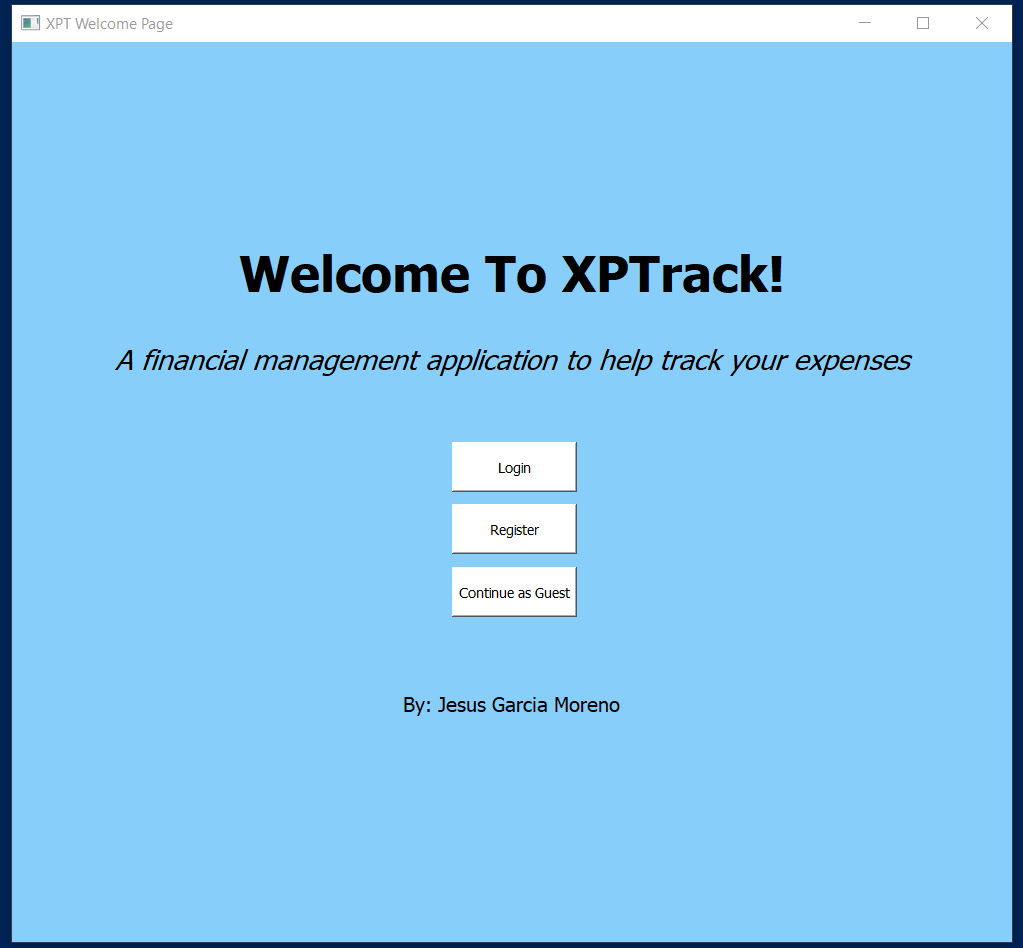 XPT Welcome Page
Welcome To XPTrack!
A financial management application to help track your expenses
Login
Register
Continue as Guest
By: Jesus Garcia Moreno